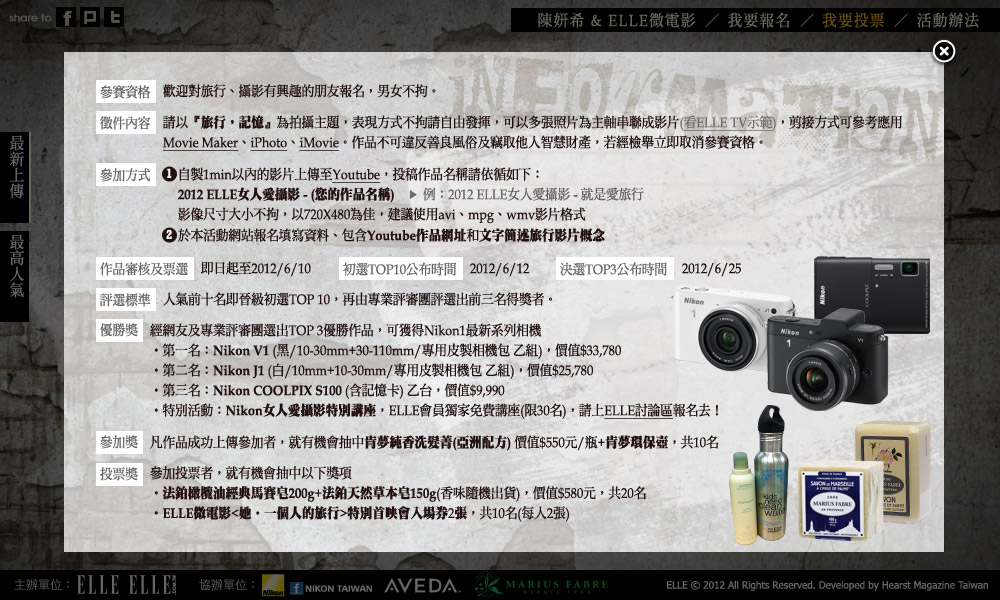 share to
陳妍希 & ELLE微電影 ／ 我要報名 ／ 我要投票 ／ 活動辦法
INFORMATION
最新上傳
最高人氣
參賽資格 歡迎對旅行、攝影有興趣的朋友報名，男女不拘。
徵件內容 請以『旅行，記憶』為拍攝主題，表現方式不拘請自由發揮，可以多張照片為主軸串聯成影片(看ELLE TV示範)，剪接方式可參考應用
Movie Maker、iPhoto、iMovie。作品不可違反善良風俗及竊取他人智慧財產，若經檢舉立即取消參賽資格。
參加方式 ❶自製1min以內的影片上傳至Youtube，投稿作品名稱請依循如下：
2012 ELLE女人愛攝影 - (您的作品名稱) ▶ 例：2012 ELLE女人愛攝影 - 就是愛旅行
影像尺寸大小不拘，以720X480為佳，建議使用avi、mpg、wmv影片格式
❷於本活動網站報名填寫資料、包含Youtube作品網址和文字簡述旅行影片概念
作品審核及票選 即日起至2012/6/10 初選TOP10公布時間 2012/6/12 決選TOP3公布時間 2012/6/25
評選標準 人氣前十名即晉級初選TOP 10，再由專業評審團評選出前三名得獎者。
優勝獎 經網友及專業評審團選出TOP 3優勝作品，可獲得Nikon1最新系列相機
・第一名：Nikon V1 (黑/10-30mm+30-110mm/專用皮製相機包 乙組)，價值$33,780
・第二名：Nikon J1 (白/10mm+10-30mm/專用皮製相機包 乙組)，價值$25,780
・第三名：Nikon COOLPIX S100 (含記憶卡) 乙台，價值$9,990
・特別活動：Nikon女人愛攝影特別講座，ELLE會員獨家免費講座(限30名)，請上ELLE討論區報名去！
參加獎 凡作品成功上傳參加者，就有機會抽中肯夢純香洗髮菁(亞洲配方) 價值$550元/瓶+肯夢環保壺，共10名
投票獎 參加投票者，就有機會抽中以下獎項
・法鉑橄欖油經典馬賽皂200g+法鉑天然草本皂150g(香味隨機出貨)，價值$580元，共20名
・ELLE微電影<她・一個人的旅行>特別首映會入場券2張，共10名(每人2張)
主辦單位： ELLE ELLE 協辦單位： Nikon NIKON TAIWAN AVEDA MARIUS FABRE
ELLE © 2012 All Rights Reserved. Developed by Hearst Magazine Taiwan